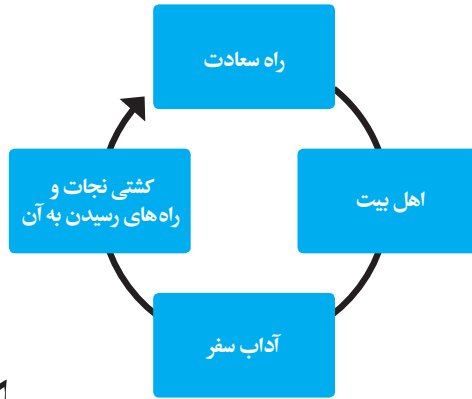 راه سعادت
اهل بیت
آداب سفر
کشتی نجات و
راه‌های رسیدن به آن